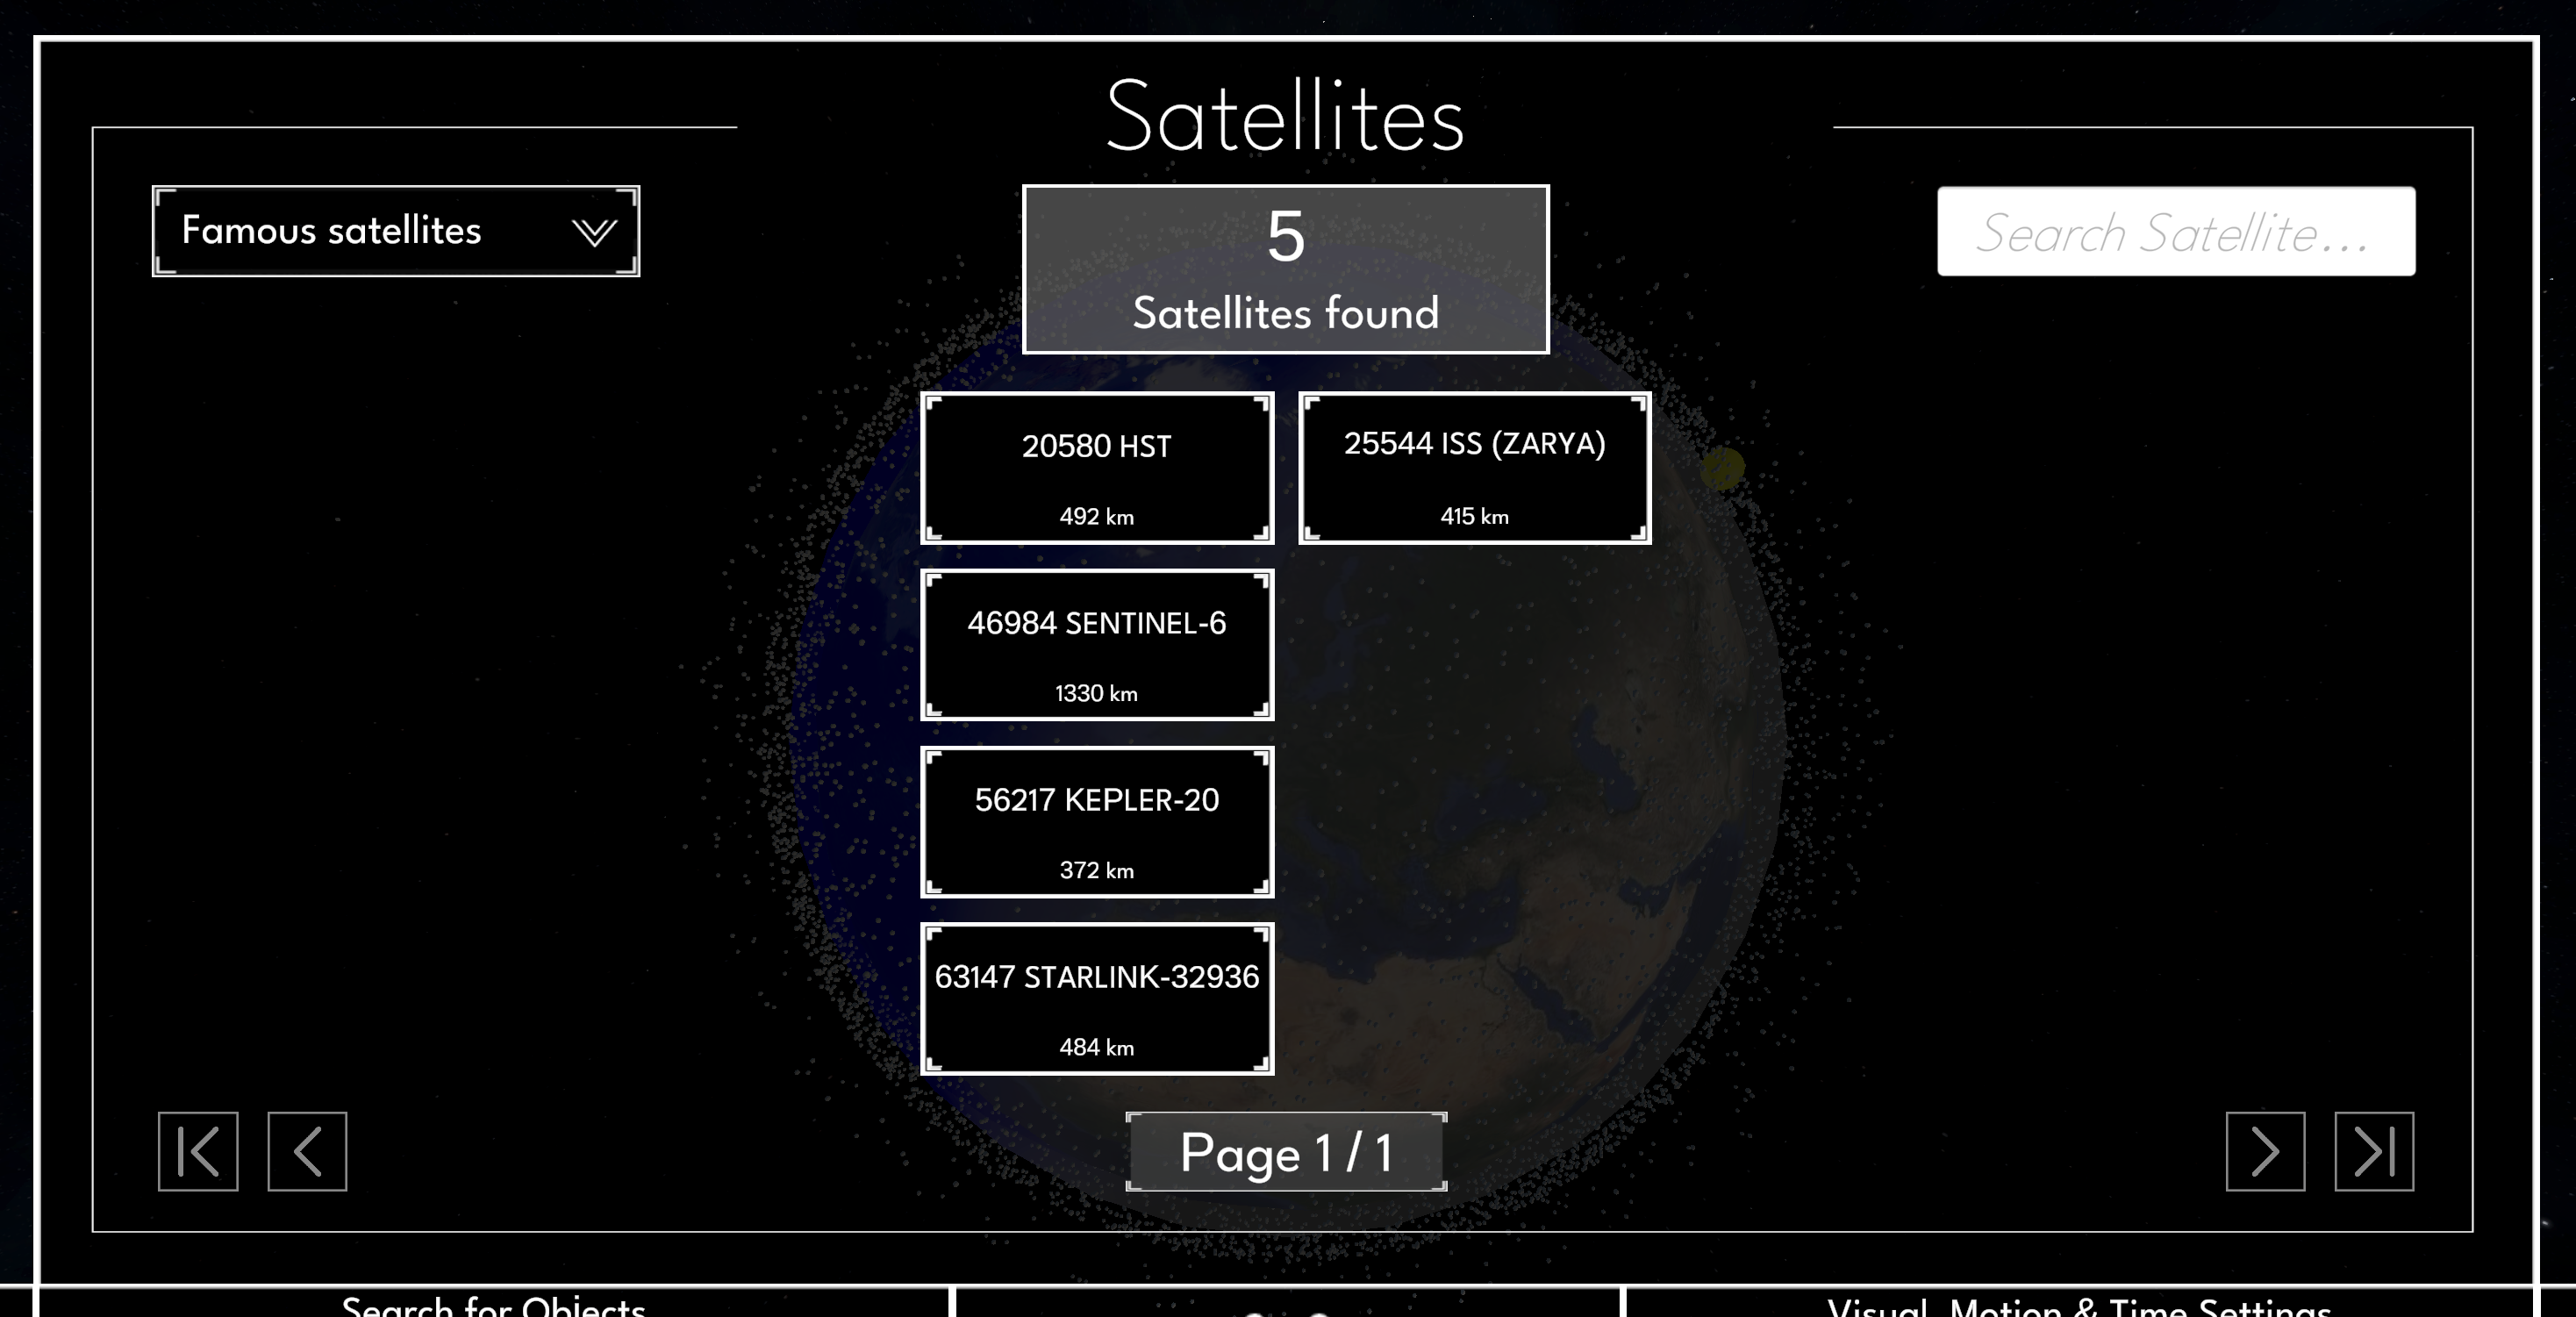 Satellites
Famous satellites
Search Satellite...
5
Satellites found
20580 HST
492 km
25544 ISS (ZARYA)
415 km
46984 SENTINEL-6
1330 km
56217 KEPLER-20
372 km
63147 STARLINK-32936
484 km
Page 1 / 1
Search for Objects
Visual, Motion & Time Settings